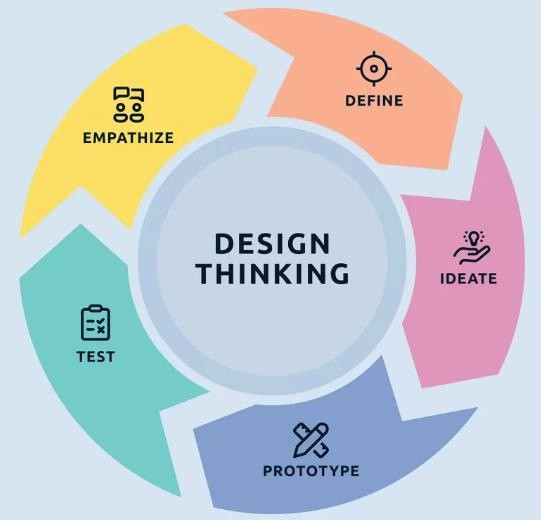 DESIGN
THINKING
EMPATHIZE
DEFINE
IDEATE
PROTOTYPE
TEST